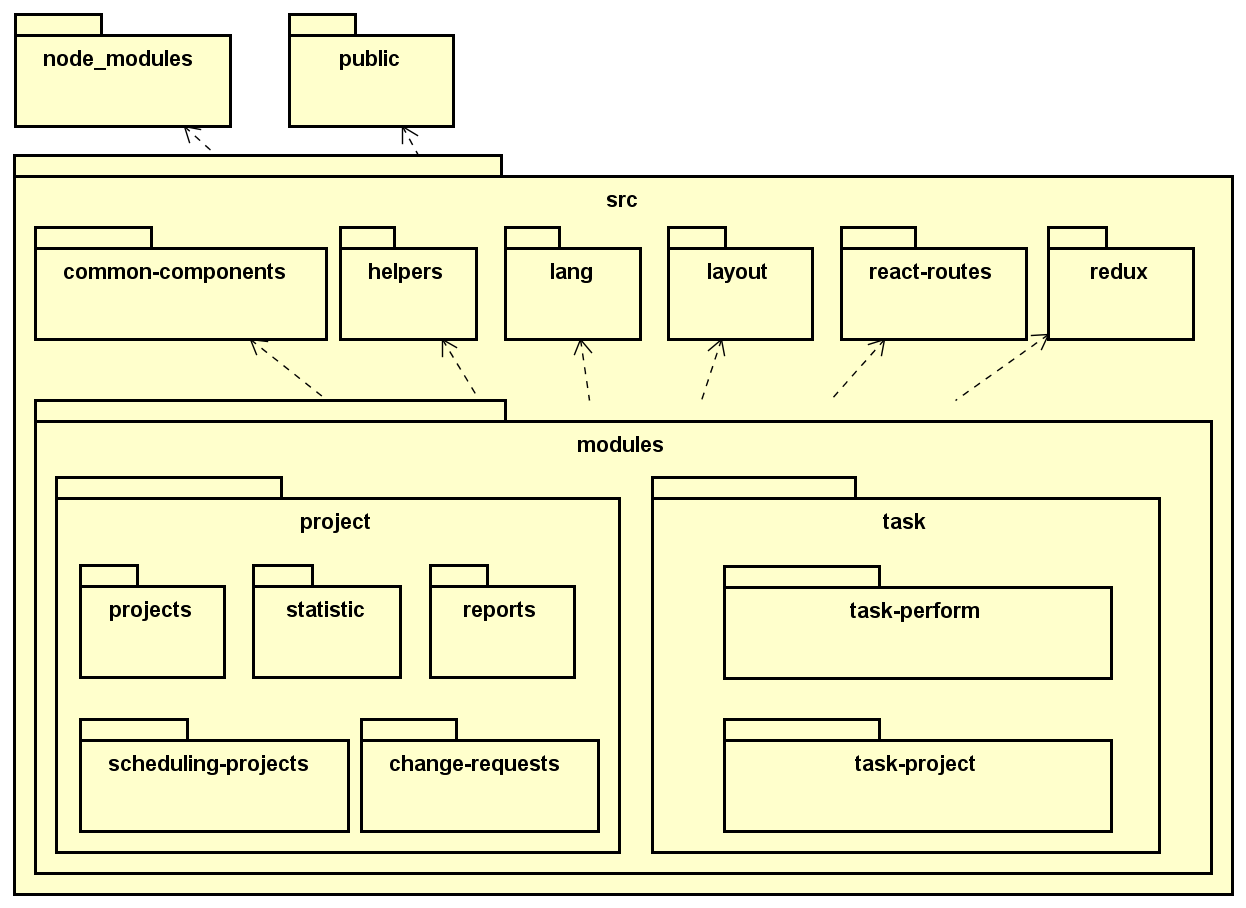 node_modules
public
src
common-components
helpers
lang
layout
react-routes
redux
modules
project
task
projects
statistic
reports
task-perform
scheduling-projects
change-requests
task-project